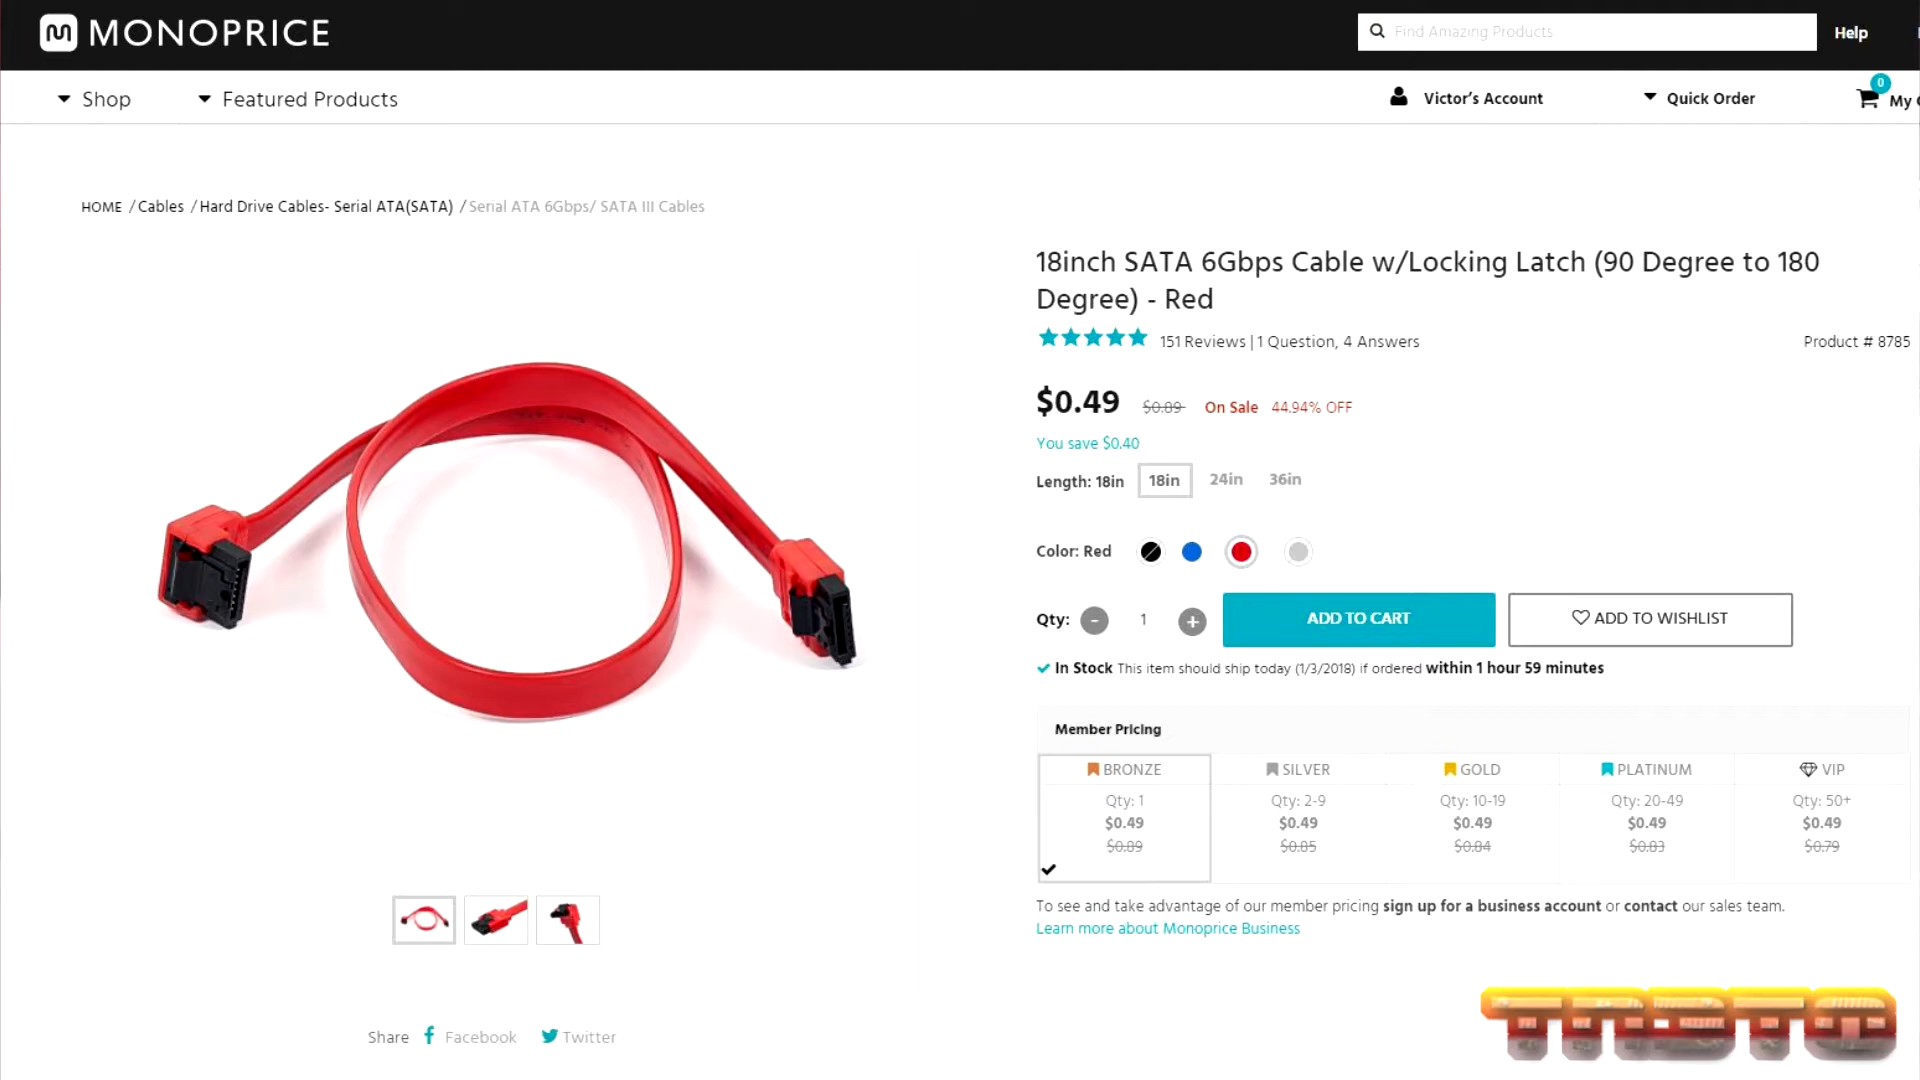 MONOPRICE
Find Amazing Products
Help
Shop
Featured Products
Victor's Account
Quick Order
0
My
HOME / Cables / Hard Drive Cables- Serial ATA(SATA) / Serial ATA 6Gbps/ SATA III Cables
18inch SATA 6Gbps Cable w/Locking Latch (90 Degree to 180
Degree) - Red
151 Reviews | 1 Question, 4 Answers
Product # 8785
$0.49 $0.89 On Sale 44.94% OFF
You save $0.40
Length: 18in 18in 24in 36in
Color: Red
Qty: - 1 + ADD TO CART ADD TO WISHLIST
In Stock This item should ship today (1/3/2018) if ordered within 1 hour 59 minutes
Member Pricing
BRONZE SILVER GOLD PLATINUM VIP
Qty: 1 Qty: 2-9 Qty: 10-19 Qty: 20-49 Qty: 50+
$0.49 $0.49 $0.49 $0.49 $0.49
$0.89 $0.85 $0.84 $0.83 $0.79
To see and take advantage of our member pricing sign up for a business account or contact our sales team.
Learn more about Monoprice Business
Share Facebook Twitter